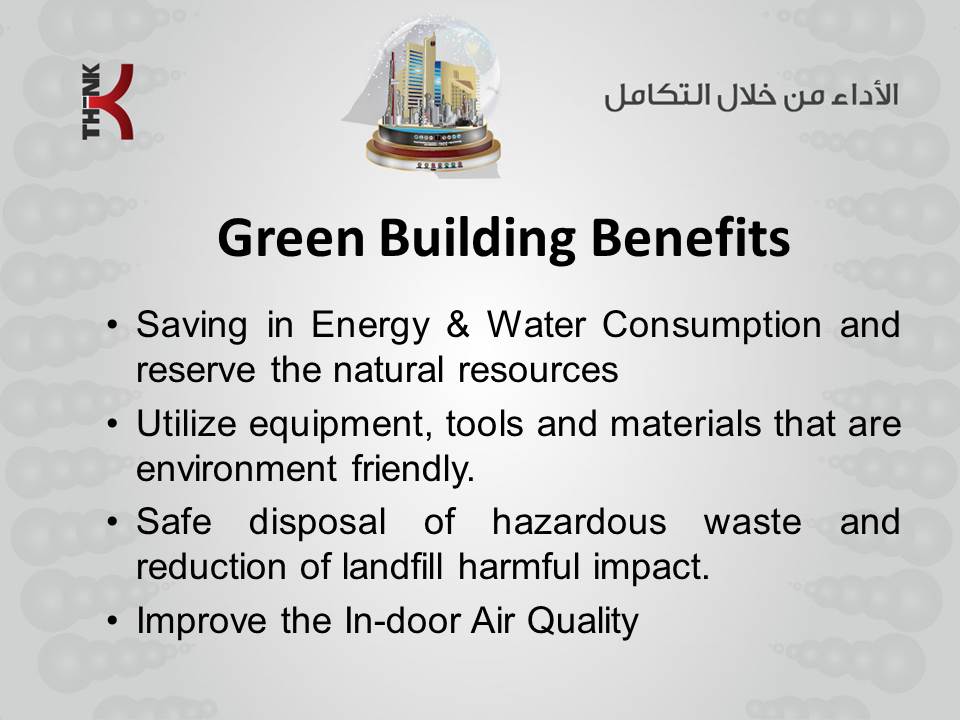 THINK
الأداء من خلال التكامل
Green Building Benefits
• Saving in Energy & Water Consumption and
reserve the natural resources
• Utilize equipment, tools and materials that are
environment friendly.
• Safe disposal of hazardous waste and
reduction of landfill harmful impact.
• Improve the In-door Air Quality